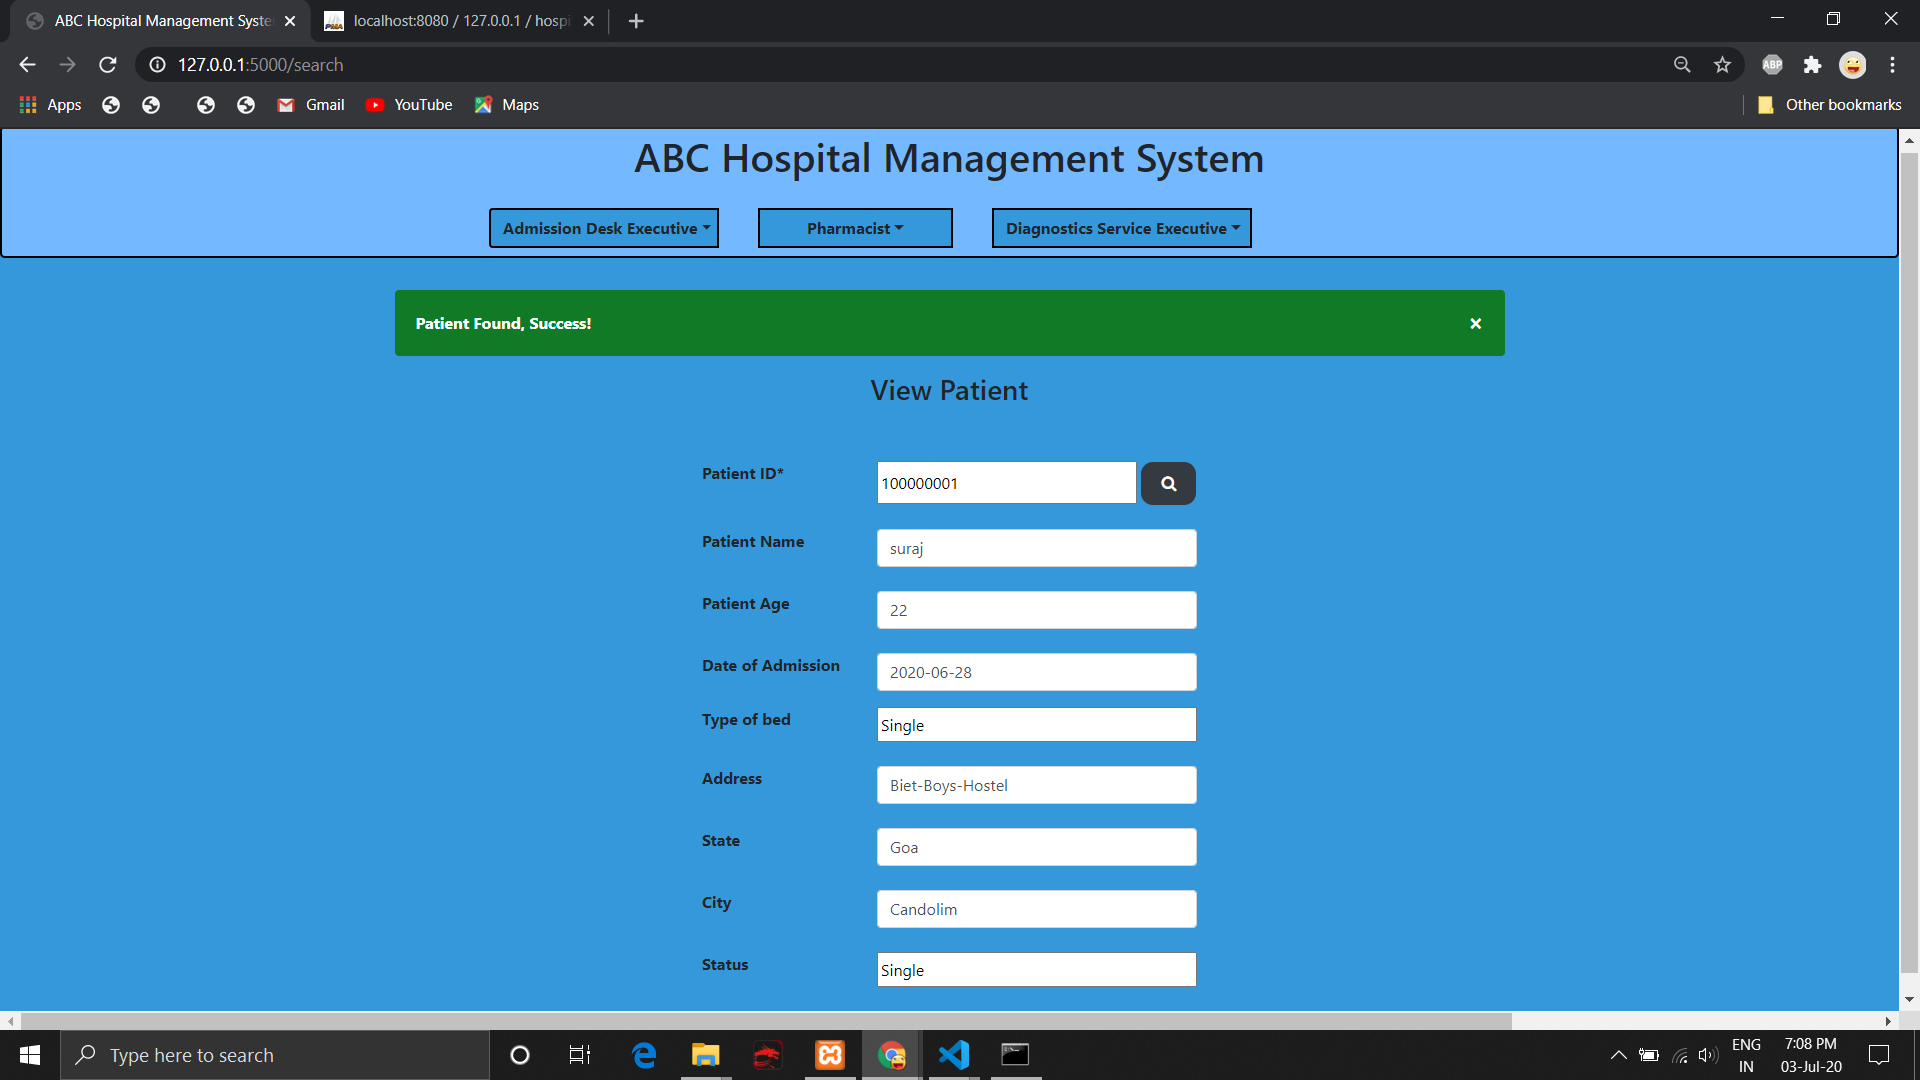 ABC Hospital Management Syste
localhost:8080 / 127.0.0.1 / hospi
127.0.0.1:5000/search
ABP
Apps
Gmail
YouTube
Maps
Other bookmarks
ABC Hospital Management System
Admission Desk Executive
Pharmacist
Diagnostics Service Executive
Patient Found, Success!
View Patient
Patient ID*
100000001
Patient Name
suraj
Patient Age
22
Date of Admission
2020-06-28
Type of bed
Single
Address
Biet-Boys-Hostel
State
Goa
City
Candolim
Status
Single
Type here to search
ENG
IN
7:08 PM
03-Jul-20